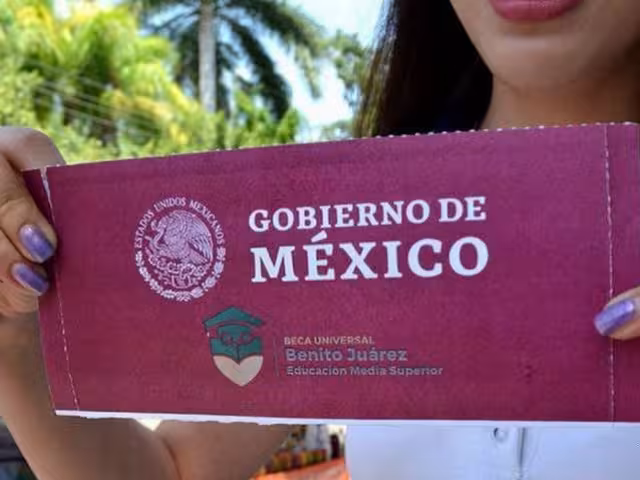 ESTADOS UNIDOS MEXICANOS
GOBIERNO DE
MÉXICO
BECA UNIVERSAL
Benito Juárez
Educación Media Superior